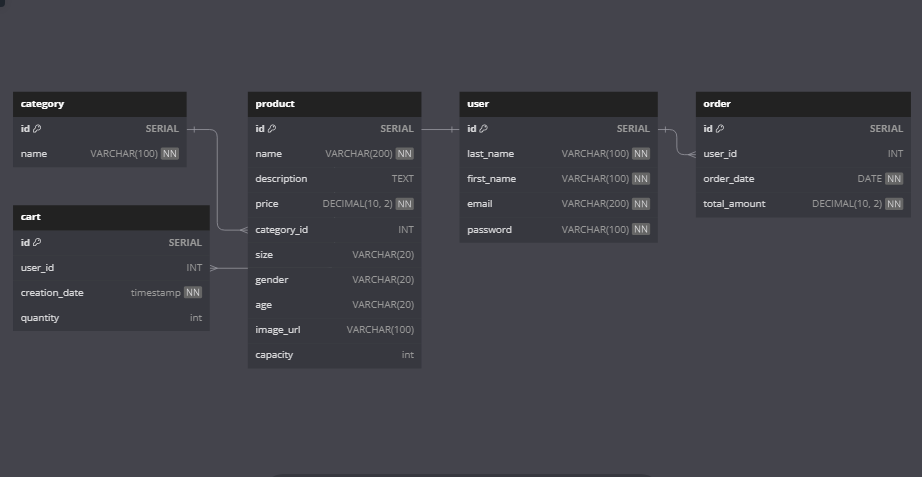 category
id SERIAL
name VARCHAR(100) NN
cart
id SERIAL
user_id INT
creation_date timestamp NN
quantity int
product
id SERIAL
name VARCHAR(200) NN
description TEXT
price DECIMAL(10, 2) NN
category_id INT
size VARCHAR(20)
gender VARCHAR(20)
age VARCHAR(20)
image_url VARCHAR(100)
capacity int
user
id SERIAL
last_name VARCHAR(100) NN
first_name VARCHAR(100) NN
email VARCHAR(200) NN
password VARCHAR(100) NN
order
id SERIAL
user_id INT
order_date DATE NN
total_amount DECIMAL(10, 2) NN